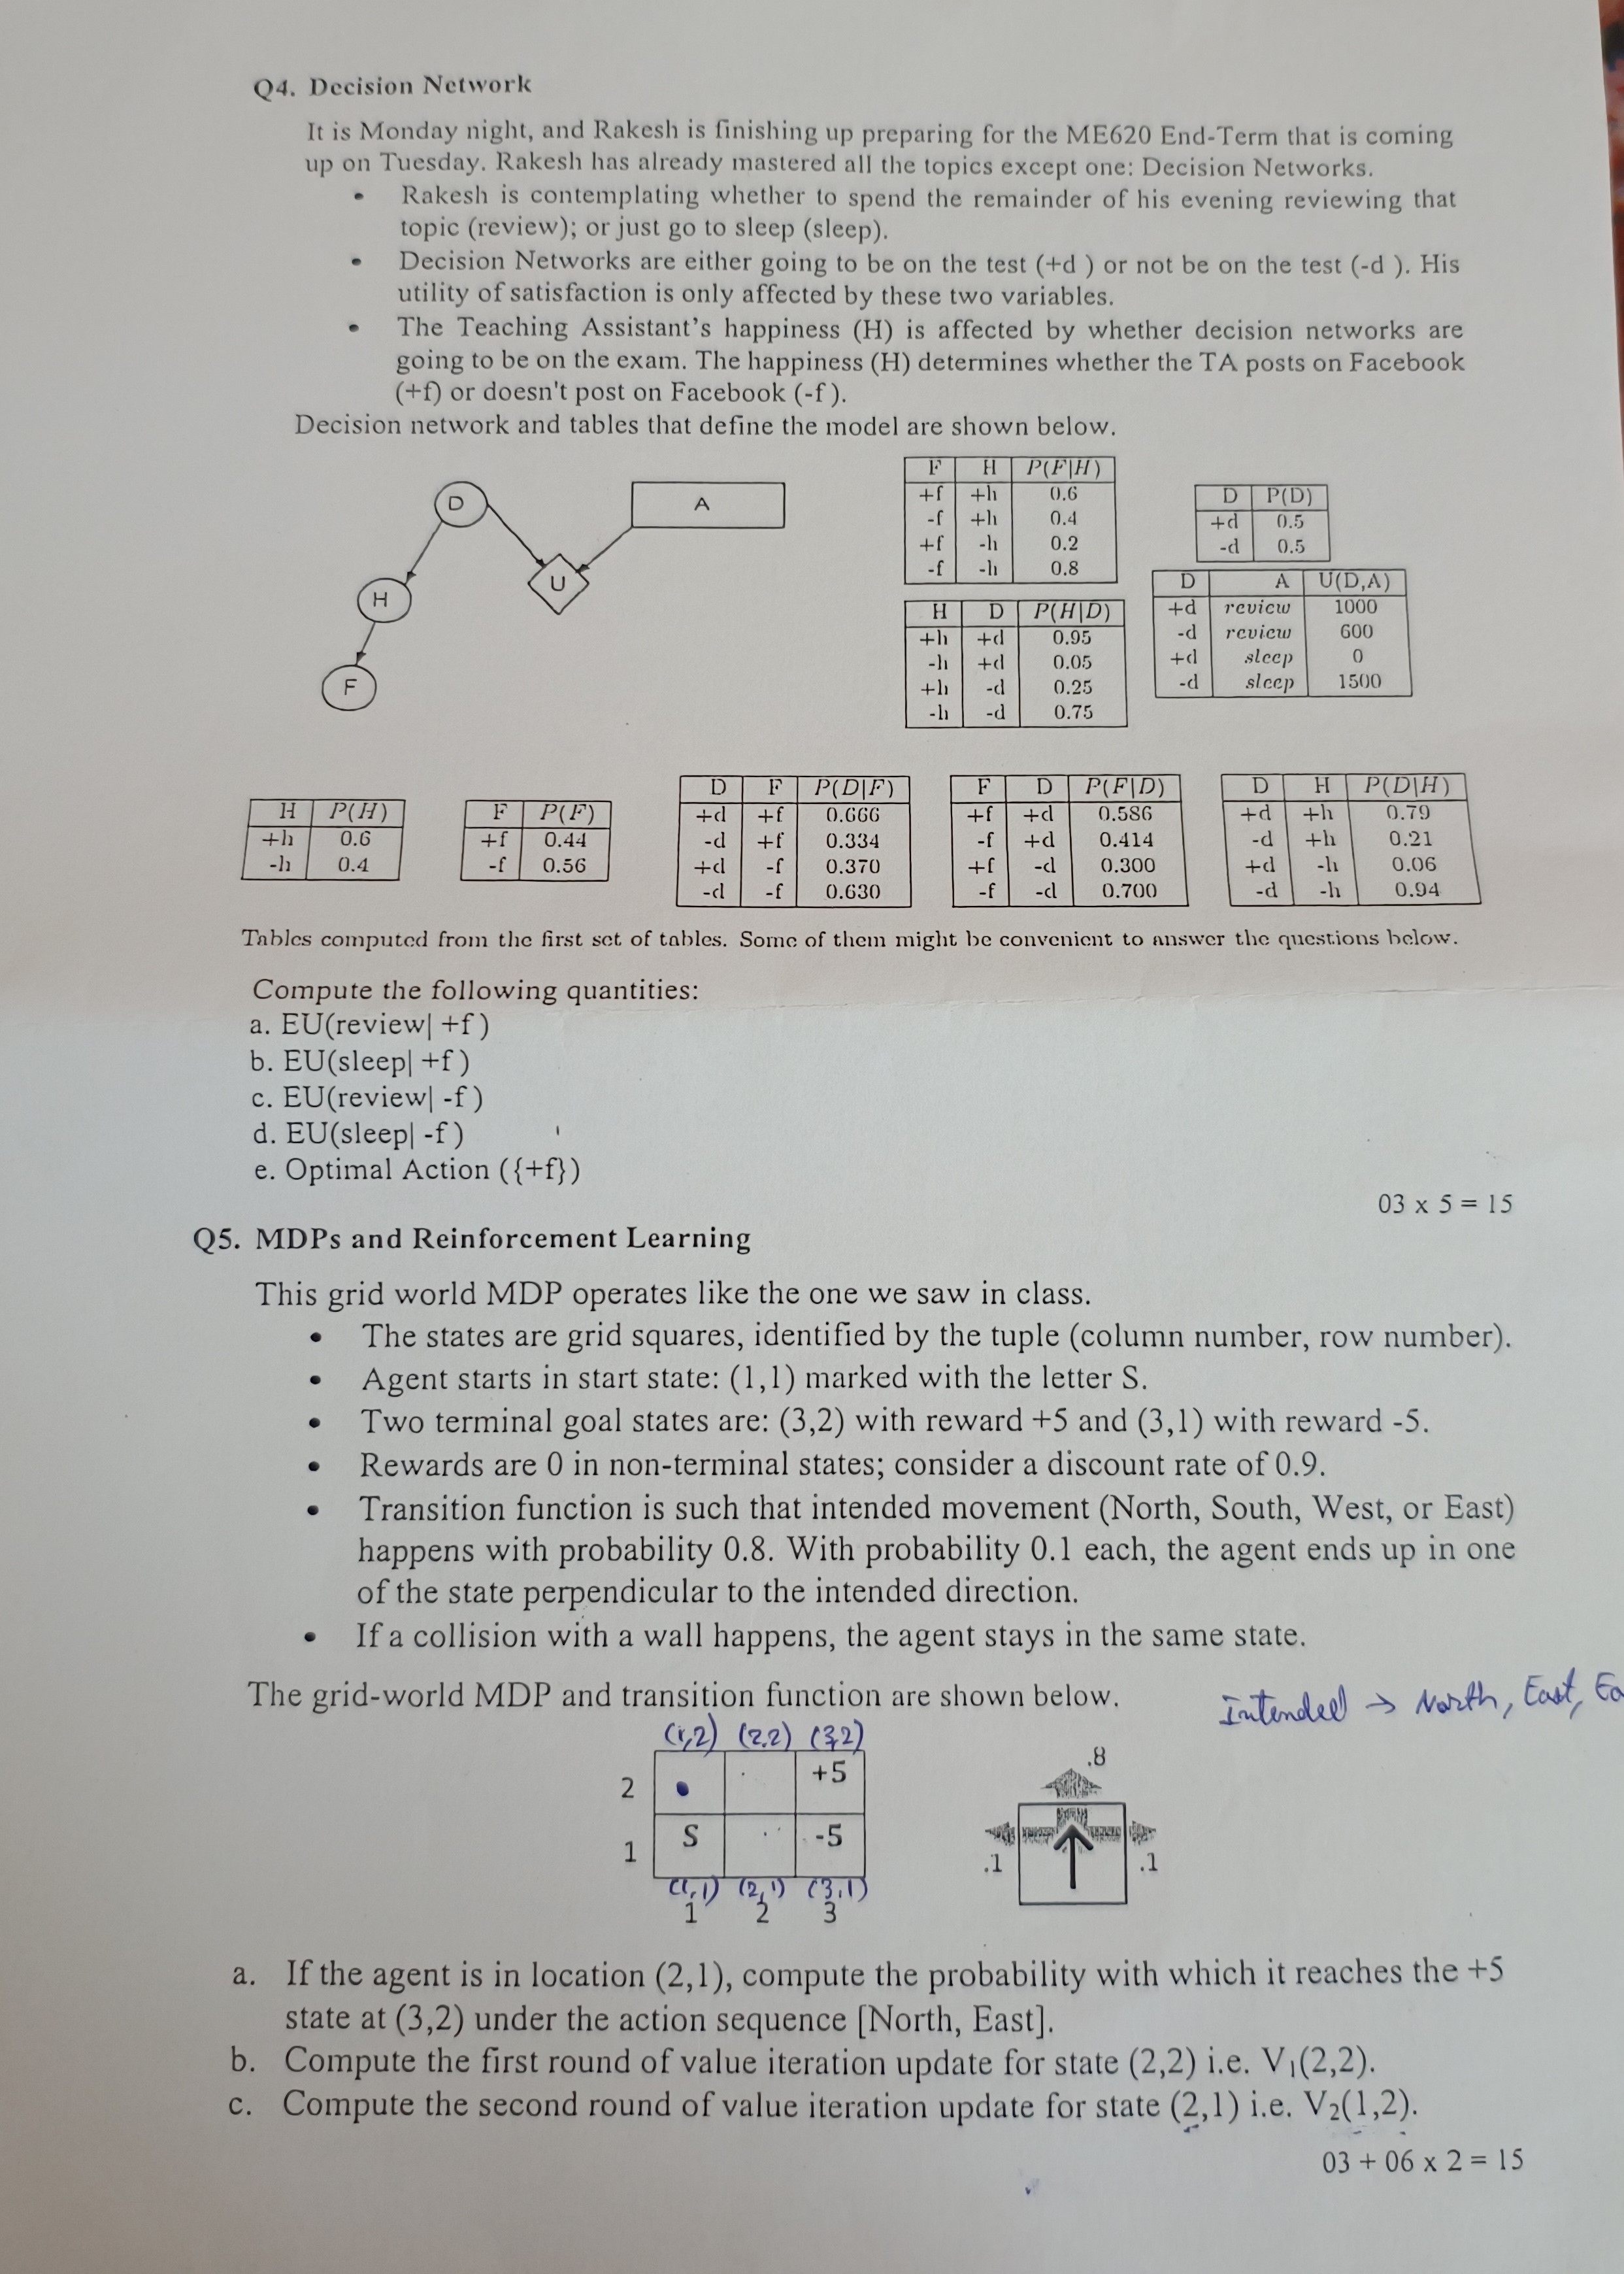 Q4. Decision Network
It is Monday night, and Rakesh is finishing up preparing for the ME620 End-Term that is coming
up on Tuesday. Rakesh has already mastered all the topics except one: Decision Networks.
• Rakesh is contemplating whether to spend the remainder of his evening reviewing that
topic (review); or just go to sleep (sleep).
• Decision Networks are either going to be on the test (+d ) or not be on the test (-d ). His
utility of satisfaction is only affected by these two variables.
• The Teaching Assistant's happiness (H) is affected by whether decision networks are
going to be on the exam. The happiness (H) determines whether the TA posts on Facebook
(+f) or doesn't post on Facebook (-f ).
Decision network and tables that define the model are shown below.
D
A
U
H
F
F H P(F|H)
+f +h 0.6
-f +h 0.4
+f -h 0.2
-f -h 0.8
D P(D)
+d 0.5
-d 0.5
H D P(H|D)
+h +d 0.95
-h +d 0.05
+h -d 0.25
-h -d 0.75
D A U(D,A)
+d review 1000
-d review 600
+d sleep 0
-d sleep 1500
H P(H)
+h 0.6
-h 0.4
F P(F)
+f 0.44
-f 0.56
D F P(D|F)
+d +f 0.666
-d +f 0.334
+d -f 0.370
-d -f 0.630
F D P(F|D)
+f +d 0.586
-f +d 0.414
+f -d 0.300
-f -d 0.700
D H P(D|H)
+d +h 0.79
-d +h 0.21
+d -h 0.06
-d -h 0.94
Tables computed from the first set of tables. Some of them might be convenient to answer the questions below.
Compute the following quantities:
a. EU(review| +f )
b. EU(sleep| +f )
c. EU(review| -f )
d. EU(sleep| -f )
e. Optimal Action ({+f})
03 x 5 = 15
Q5. MDPs and Reinforcement Learning
This grid world MDP operates like the one we saw in class.
• The states are grid squares, identified by the tuple (column number, row number).
• Agent starts in start state: (1,1) marked with the letter S.
• Two terminal goal states are: (3,2) with reward +5 and (3,1) with reward -5.
• Rewards are 0 in non-terminal states; consider a discount rate of 0.9.
• Transition function is such that intended movement (North, South, West, or East)
happens with probability 0.8. With probability 0.1 each, the agent ends up in one
of the state perpendicular to the intended direction.
• If a collision with a wall happens, the agent stays in the same state.
The grid-world MDP and transition function are shown below.
Intended → North, East, Ea
(1,2) (2,2) (3,2)
2 +5
1 S -5
(1,1) (2,1) (3,1)
1 2 3
.8
.1 .1
a. If the agent is in location (2,1), compute the probability with which it reaches the +5
state at (3,2) under the action sequence [North, East].
b. Compute the first round of value iteration update for state (2,2) i.e. V₁(2,2).
c. Compute the second round of value iteration update for state (2,1) i.e. V₂(1,2).
03 + 06 x 2 = 15